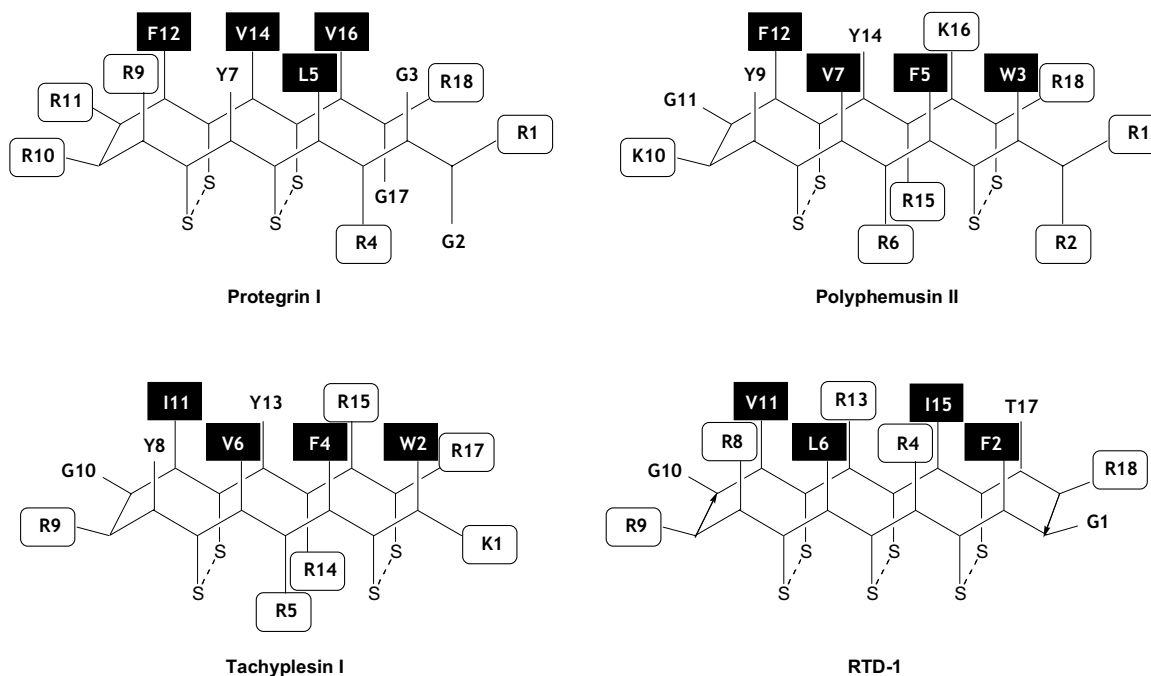 F12 V14 V16
R9 Y7 L5 G3
R11 R18
R10 R1
S S
S S G17
R4 G2
Protegrin I
F12 Y14 K16
Y9 V7 F5 W3
G11 R18
K10 R1
S R15 S
S R6 S R2
Polyphemusin II
I11 Y13 R15
Y8 V6 F4 W2
G10 R17
R9 K1
S R14 S
S R5 S
Tachyplesin I
V11 R13 I15 T17
R8 L6 R4 F2
G10 R18
R9 G1
S S S
S S S
RTD-1